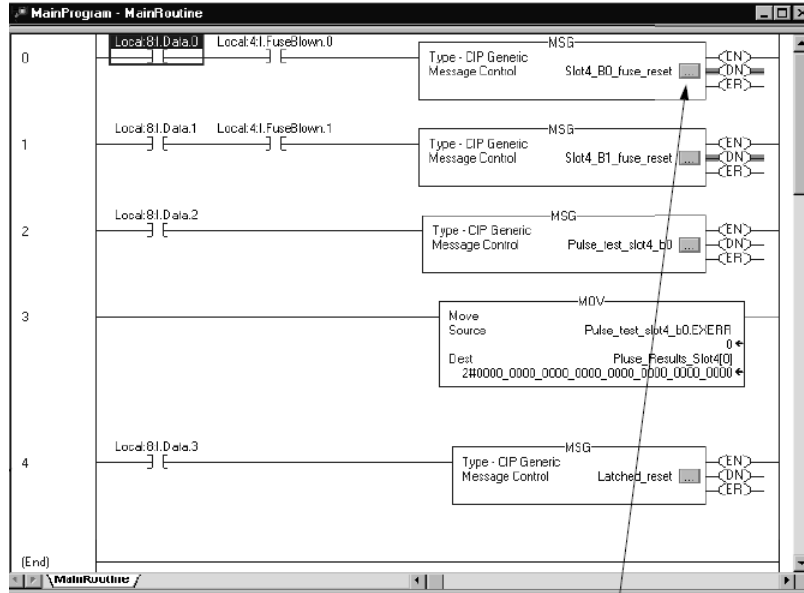 MainProgram - MainRoutine
Local:8:I.Data.0 Local:4:I.FuseBlown.0
0
MSG
Type - CIP Generic
Message Control Slot4_B0_fuse_reset ...
EN
DN
ER
Local:8:I.Data.1 Local:4:I.FuseBlown.1
1
MSG
Type - CIP Generic
Message Control Slot4_B1_fuse_reset ...
EN
DN
ER
Local:8:I.Data.2
2
MSG
Type - CIP Generic
Message Control Pulse_test_slot4_b0 ...
EN
DN
ER
3
MOV
Move
Source Pulse_test_slot4_b0.EXERR
0
Dest Pluse_Results_Slot4[0]
2#0000_0000_0000_0000_0000_0000_0000_0000
Local:8:I.Data.3
4
MSG
Type - CIP Generic
Message Control Latched_reset ...
EN
DN
ER
(End)
MainRoutine